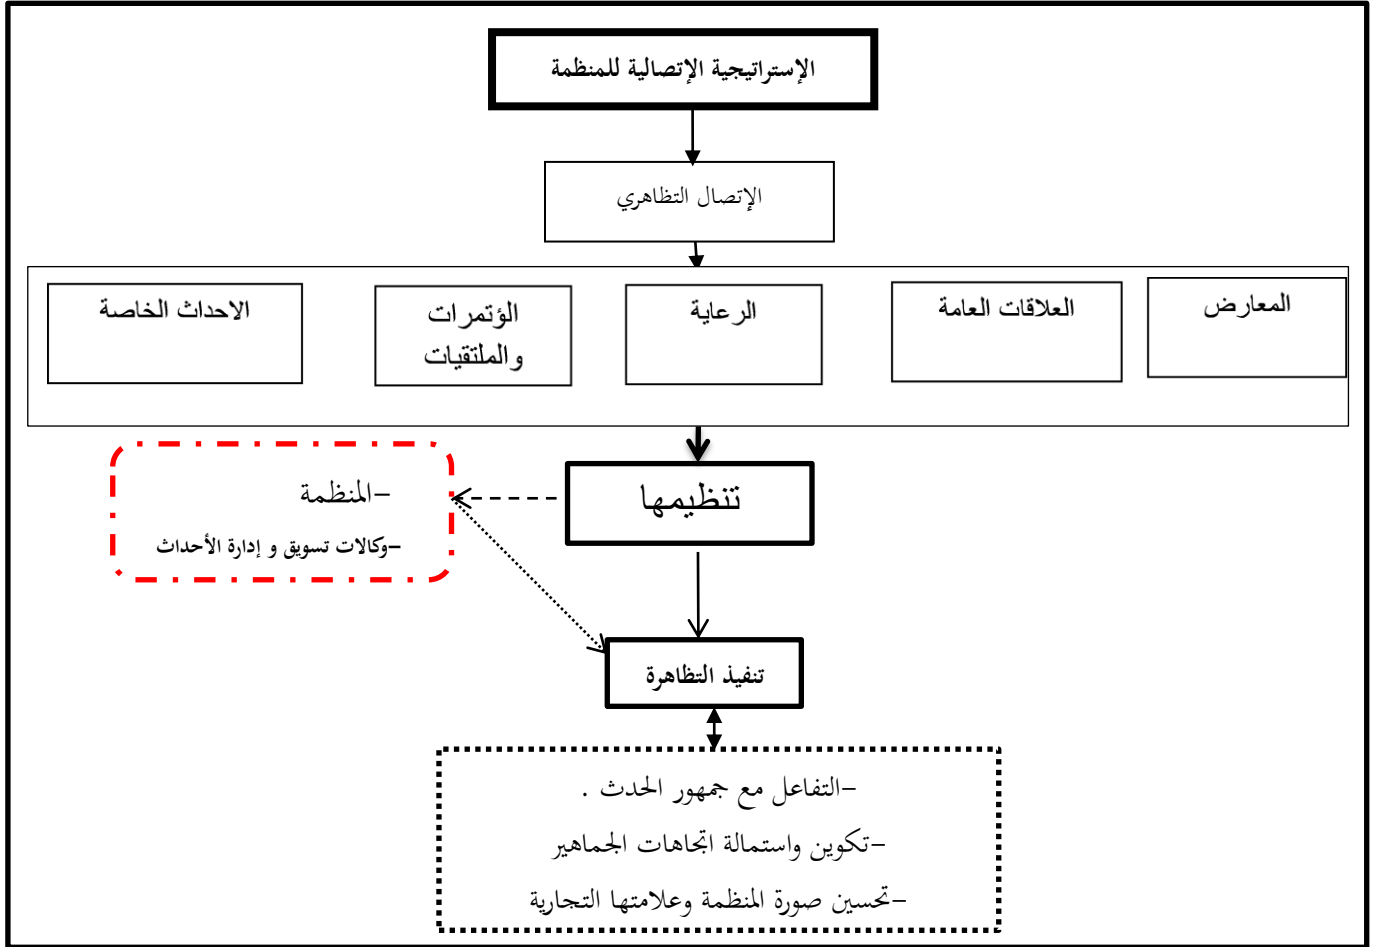 الإستراتيجية الإتصالية للمنظمة
الإتصال التظاهري
المعارض
العلاقات العامة
الرعاية
الؤتمرات
والملتقيات
الاحداث الخاصة
تنظيمها
-المنظمة
-وكالات تسويق و إدارة الأحداث
تنفيذ التظاهرة
-التفاعل مع جمهور الحدث .
-تكوين واستمالة اتجاهات الجماهير
-تحسين صورة المنظمة وعلامتها التجارية